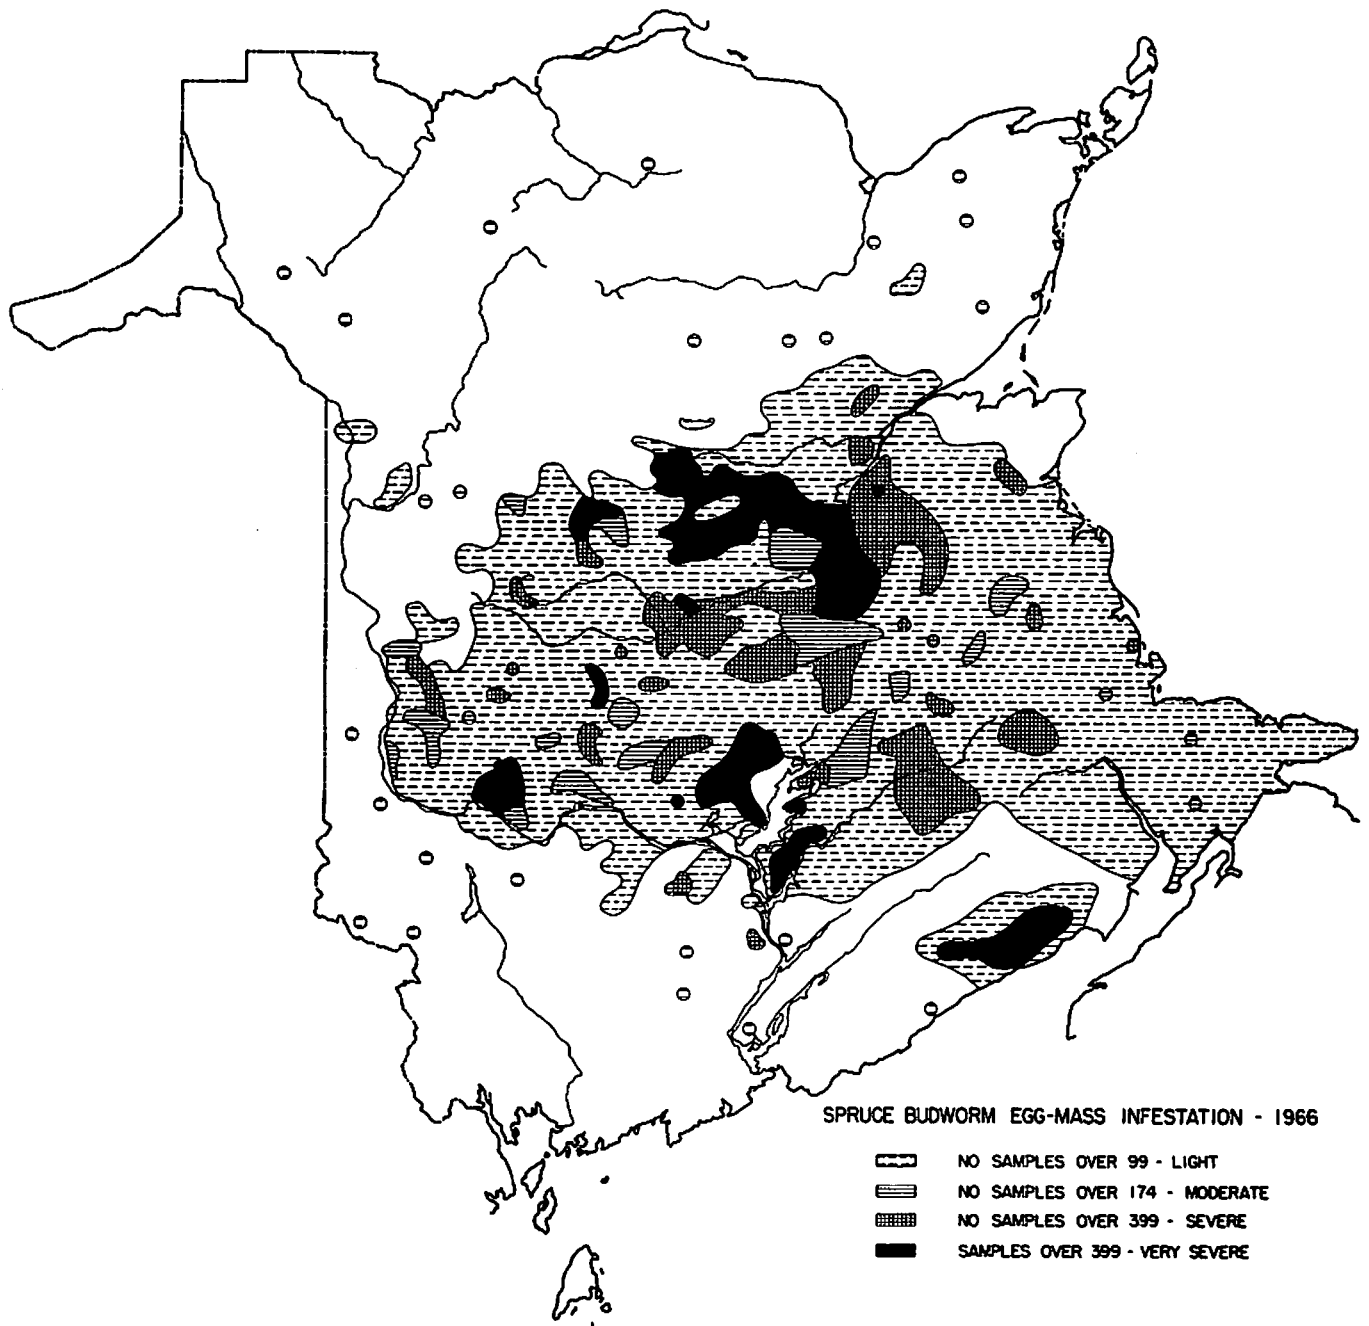 SPRUCE BUDWORM EGG-MASS INFESTATION - 1966
NO SAMPLES OVER 99 - LIGHT
NO SAMPLES OVER 174 - MODERATE
NO SAMPLES OVER 399 - SEVERE
SAMPLES OVER 399 - VERY SEVERE